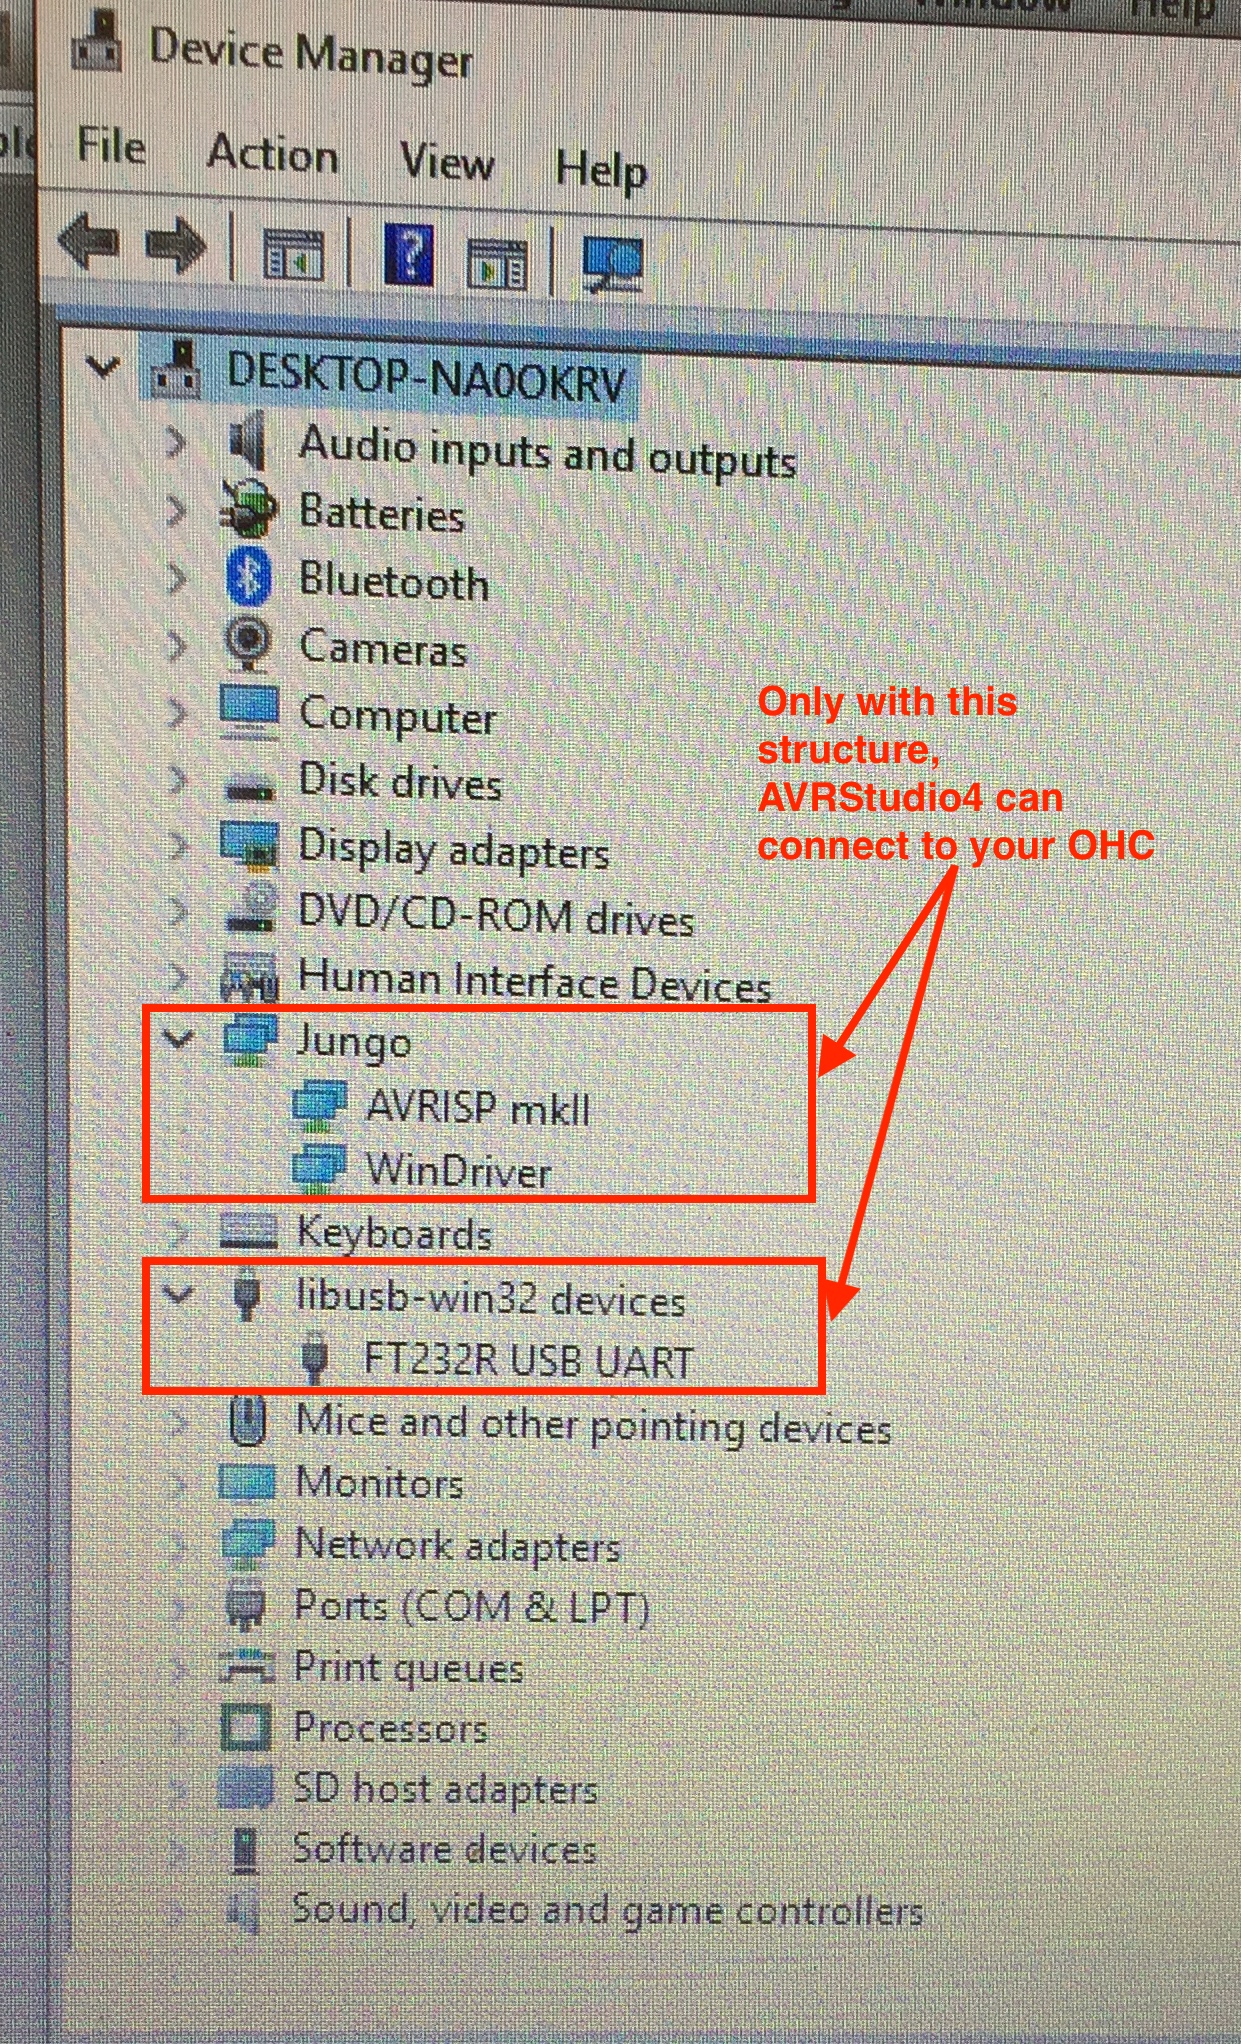 Window Help
Device Manager
File Action View Help
DESKTOP-NA0OKRV
Audio inputs and outputs
Batteries
Bluetooth
Cameras
Computer
Only with this
structure,
AVRStudio4 can
connect to your OHC
Disk drives
Display adapters
DVD/CD-ROM drives
Human Interface Devices
Jungo
AVRISP mkII
WinDriver
Keyboards
libusb-win32 devices
FT232R USB UART
Mice and other pointing devices
Monitors
Network adapters
Ports (COM & LPT)
Print queues
Processors
SD host adapters
Software devices
Sound, video and game controllers